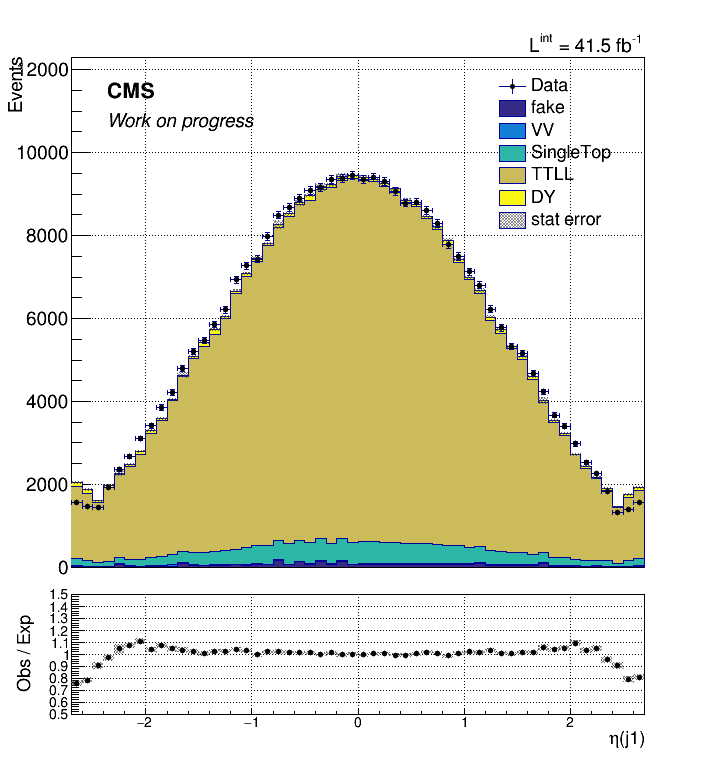 L^int = 41.5 fb^-1
Events
12000
10000
8000
6000
4000
2000
0
CMS
Work on progress
Data
fake
VV
SingleTop
TTLL
DY
stat error
Obs / Exp
1.5
1.4
1.3
1.2
1.1
1
0.9
0.8
0.7
0.6
0.5
−2
−1
0
1
2
η(j1)